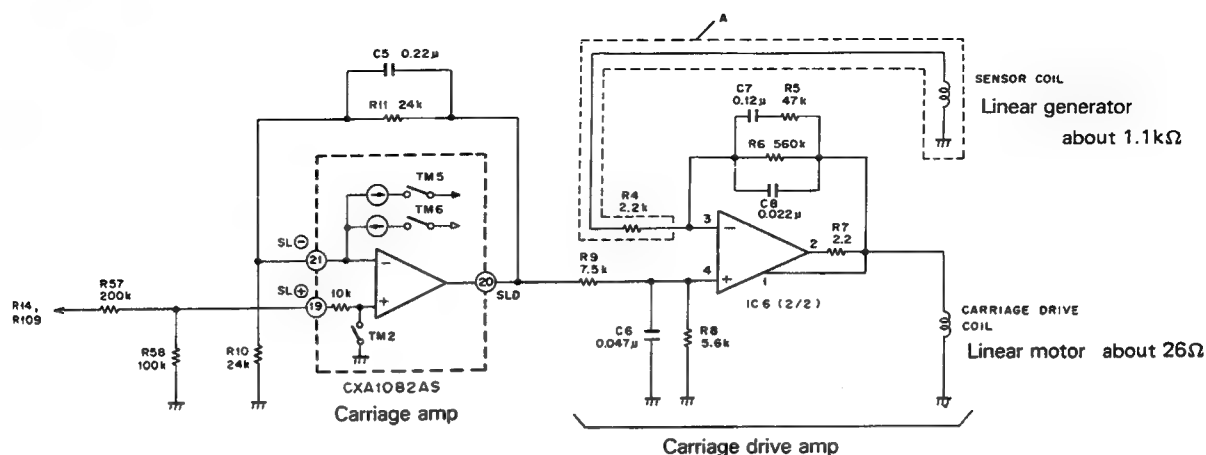 A
C5 0.22μ
R11 24k
SENSOR COIL
Linear generator
about 1.1kΩ
C7
0.12μ
R5
47k
R6 560k
C8
0.022μ
TM5
TM6
R4
2.2k
3
R7
2.2
2
SL⊖
21
−
20
SLD
R9
7.5k
4
+
1
IC6 (2/2)
R57
200k
SL⊕
19
10k
+
R14,
R109
TM2
C6
0.047μ
R8
5.6k
CARRIAGE DRIVE
COIL
Linear motor about 26Ω
R58
100k
R10
24k
CXA1082AS
Carriage amp
Carriage drive amp